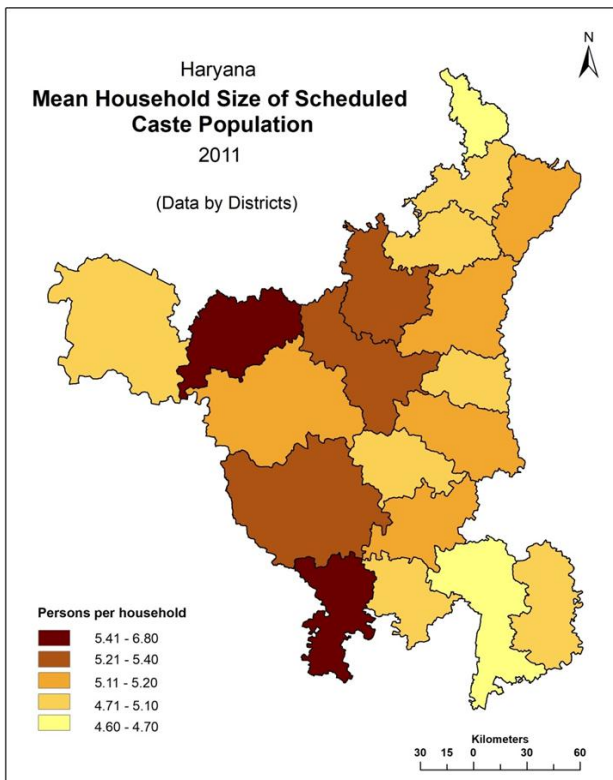 N
Haryana
Mean Household Size of Scheduled
Caste Population
2011
(Data by Districts)
Persons per household
5.41 - 6.80
5.21 - 5.40
5.11 - 5.20
4.71 - 5.10
4.60 - 4.70
Kilometers
30 15 0 30 60